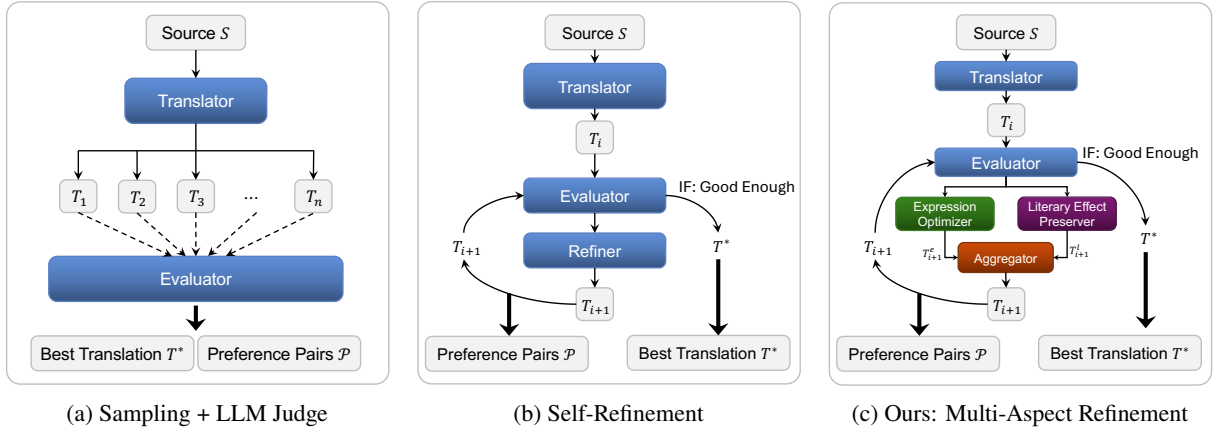 Source S
Translator
T₁
T₂
T₃
...
Tₙ
Evaluator
Best Translation T*
Preference Pairs 𝒫
(a) Sampling + LLM Judge
Source S
Translator
Tᵢ
Evaluator
IF: Good Enough
Refiner
Tᵢ₊₁
T*
Tᵢ₊₁
Preference Pairs 𝒫
Best Translation T*
(b) Self-Refinement
Source S
Translator
Tᵢ
Evaluator
IF: Good Enough
Expression
Optimizer
Literary Effect
Preserver
Tᵢ₊₁
Tᵉᵢ₊₁
Aggregator
Tˡᵢ₊₁
T*
Tᵢ₊₁
Preference Pairs 𝒫
Best Translation T*
(c) Ours: Multi-Aspect Refinement